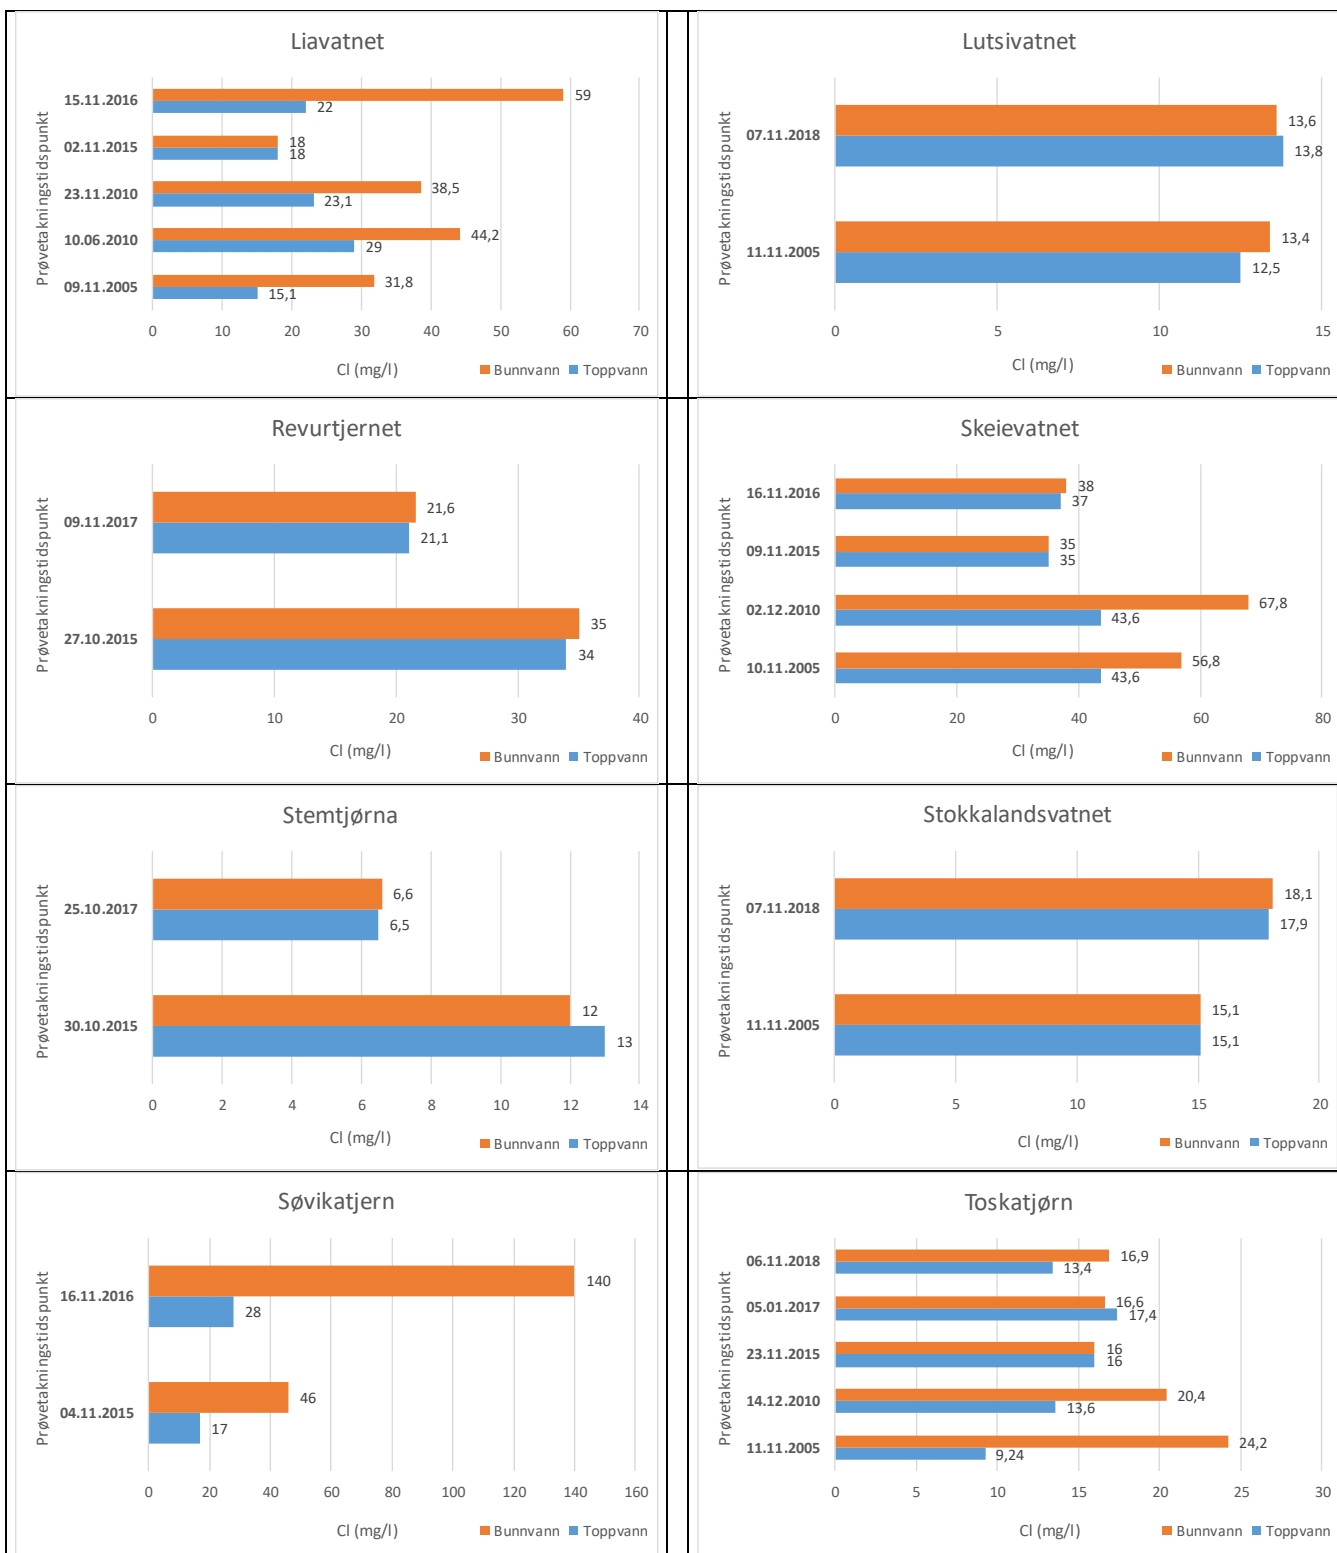 Liavatnet
Prøvetakningstidspunkt
15.11.2016
59
22
02.11.2015
18
18
23.11.2010
38,5
23,1
10.06.2010
44,2
29
09.11.2005
31,8
15,1
0 10 20 30 40 50 60 70
Cl (mg/l)
Bunnvann Toppvann
Lutsivatnet
Prøvetakningstidspunkt
07.11.2018
13,6
13,8
11.11.2005
13,4
12,5
0 5 10 15
Cl (mg/l)
Bunnvann Toppvann
Revurtjernet
Prøvetakningstidspunkt
09.11.2017
21,6
21,1
27.10.2015
35
34
0 10 20 30 40
Cl (mg/l)
Bunnvann Toppvann
Skeievatnet
Prøvetakningstidspunkt
16.11.2016
38
37
09.11.2015
35
35
02.12.2010
67,8
43,6
10.11.2005
56,8
43,6
0 20 40 60 80
Cl (mg/l)
Bunnvann Toppvann
Stemtjørna
Prøvetakningstidspunkt
25.10.2017
6,6
6,5
30.10.2015
12
13
0 2 4 6 8 10 12 14
Cl (mg/l)
Bunnvann Toppvann
Stokkalandsvatnet
Prøvetakningstidspunkt
07.11.2018
18,1
17,9
11.11.2005
15,1
15,1
0 5 10 15 20
Cl (mg/l)
Bunnvann Toppvann
Søvikatjern
Prøvetakningstidspunkt
16.11.2016
140
28
04.11.2015
46
17
0 20 40 60 80 100 120 140 160
Cl (mg/l)
Bunnvann Toppvann
Toskatjørn
Prøvetakningstidspunkt
06.11.2018
16,9
13,4
05.01.2017
16,6
17,4
23.11.2015
16
16
14.12.2010
20,4
13,6
11.11.2005
24,2
9,24
0 5 10 15 20 25 30
Cl (mg/l)
Bunnvann Toppvann